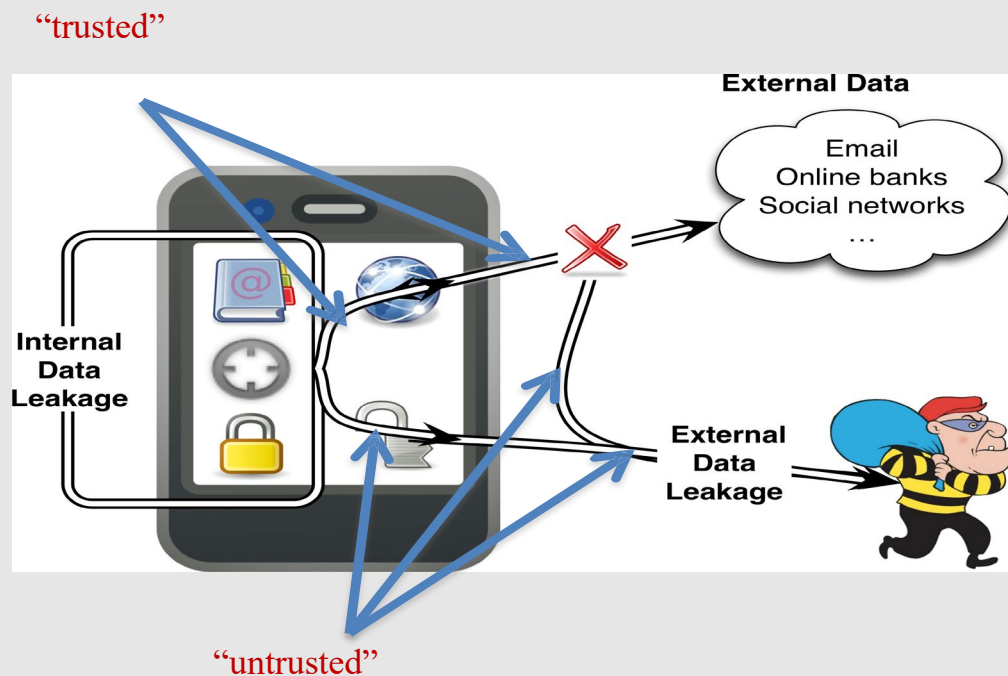 “trusted”
External Data
Email
Online banks
Social networks
...
@
Internal
Data
Leakage
External
Data
Leakage
“untrusted”